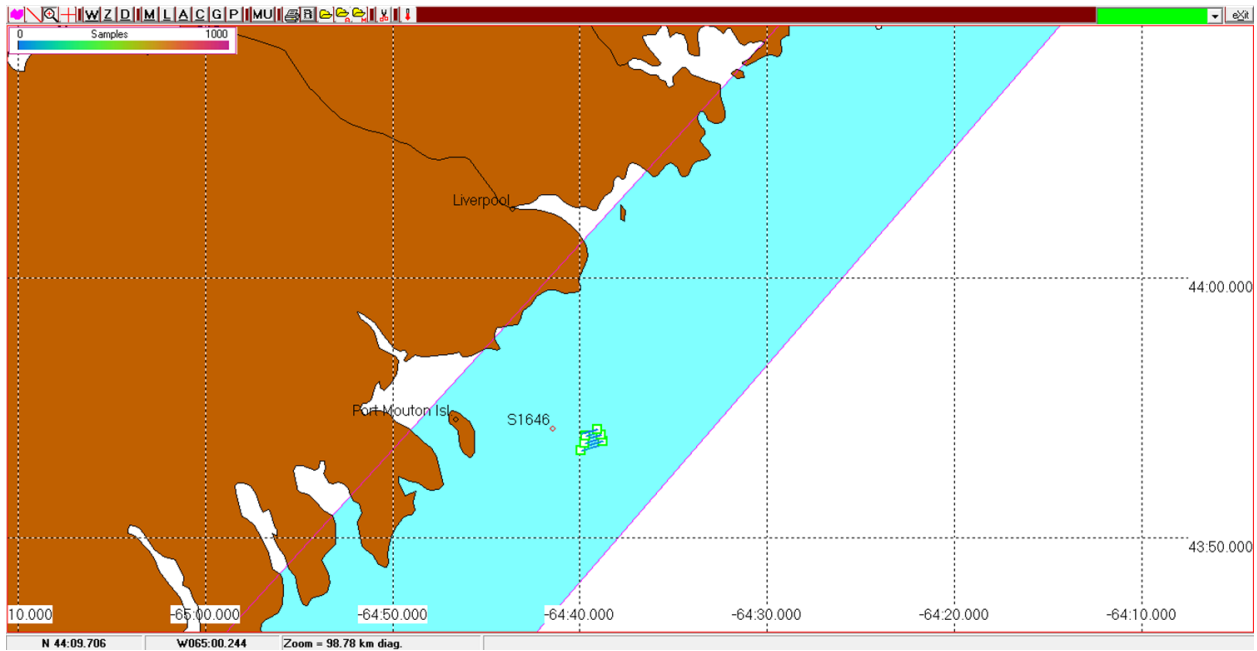 W Z D M L A C G P MU R eXit
0 Samples 1000
Liverpool
44:00.000
Port Mouton Isl
S1646
43:50.000
10.000 -65:00.000 -64:50.000 -64:40.000 -64:30.000 -64:20.000 -64:10.000
N 44:09.706 W065:00.244 Zoom = 98.78 km diag.